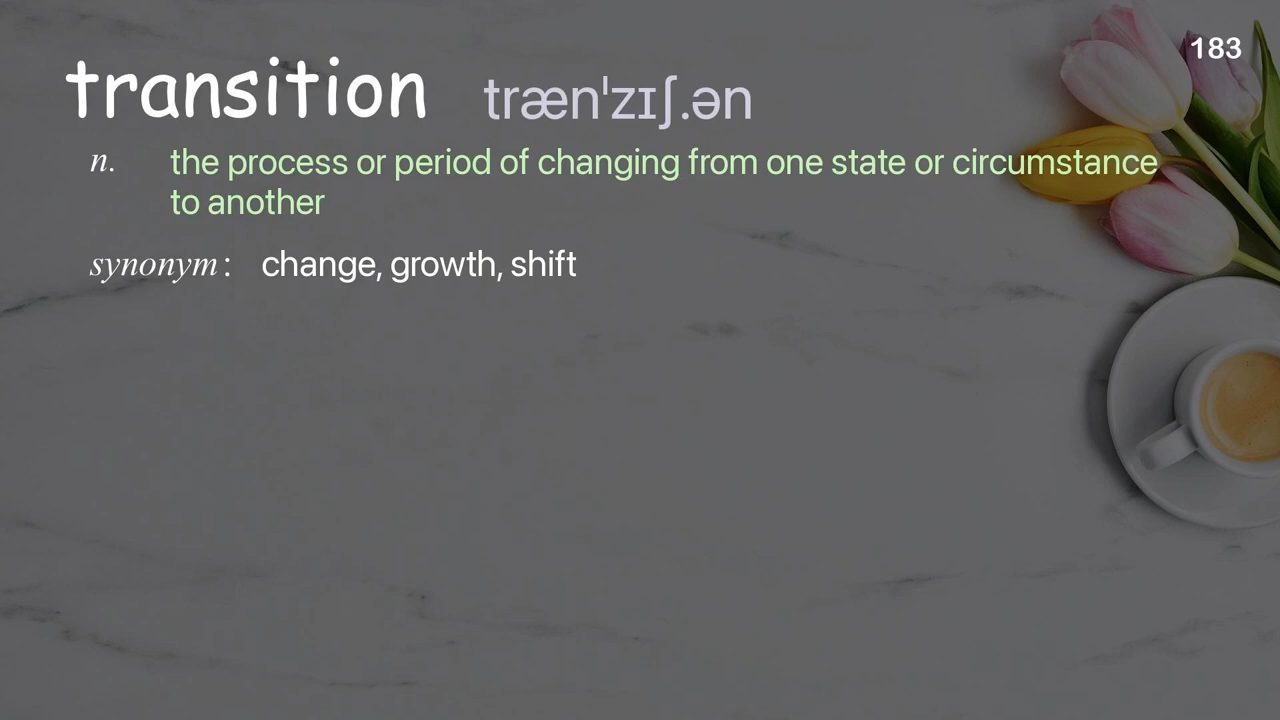 183
transition trænˈzɪʃ.ən
n. the process or period of changing from one state or circumstance
to another
synonym: change, growth, shift